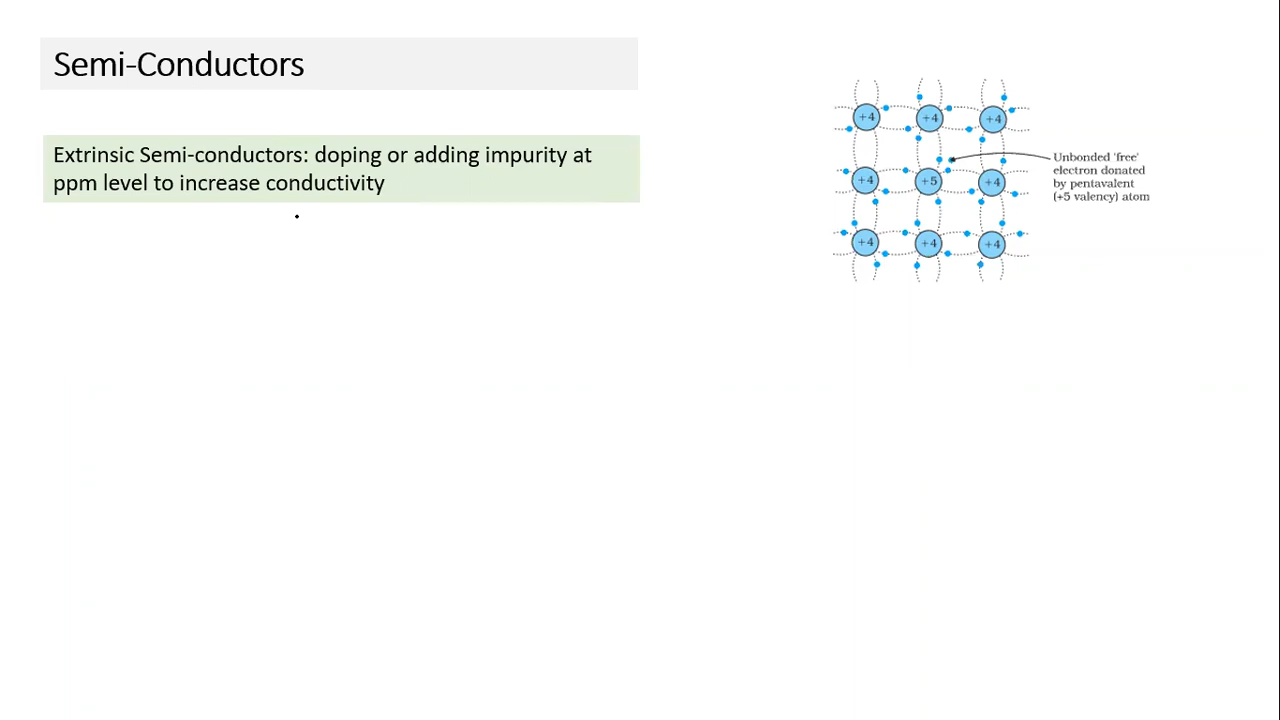 Semi-Conductors
Extrinsic Semi-conductors: doping or adding impurity at
ppm level to increase conductivity
+4 +4 +4
Unbonded 'free'
electron donated
by pentavalent
(+5 valency) atom
+4 +5 +4
+4 +4 +4